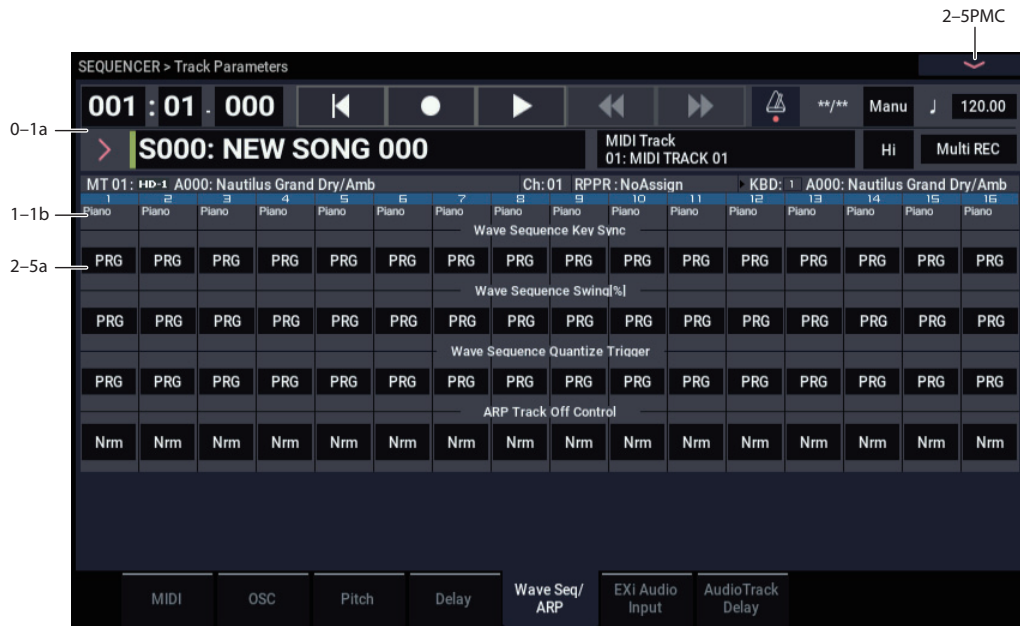 2–5PMC
SEQUENCER > Track Parameters
001 : 01 . 000 **/** Manu ♩ 120.00
0–1a
S000: NEW SONG 000 MIDI Track 01: MIDI TRACK 01 Hi Multi REC
MT 01: HD-1 A000: Nautilus Grand Dry/Amb Ch: 01 RPPR : NoAssign KBD: 1 A000: Nautilus Grand Dry/Amb
1 2 3 4 5 6 7 8 9 10 11 12 13 14 15 16
1–1b
Piano Piano Piano Piano Piano Piano Piano Piano Piano Piano Piano Piano Piano Piano Piano Piano
Wave Sequence Key Sync
2–5a
PRG PRG PRG PRG PRG PRG PRG PRG PRG PRG PRG PRG PRG PRG PRG PRG
Wave Sequence Swing[%]
PRG PRG PRG PRG PRG PRG PRG PRG PRG PRG PRG PRG PRG PRG PRG PRG
Wave Sequence Quantize Trigger
PRG PRG PRG PRG PRG PRG PRG PRG PRG PRG PRG PRG PRG PRG PRG PRG
ARP Track Off Control
Nrm Nrm Nrm Nrm Nrm Nrm Nrm Nrm Nrm Nrm Nrm Nrm Nrm Nrm Nrm Nrm
MIDI OSC Pitch Delay Wave Seq/ ARP EXi Audio Input AudioTrack Delay